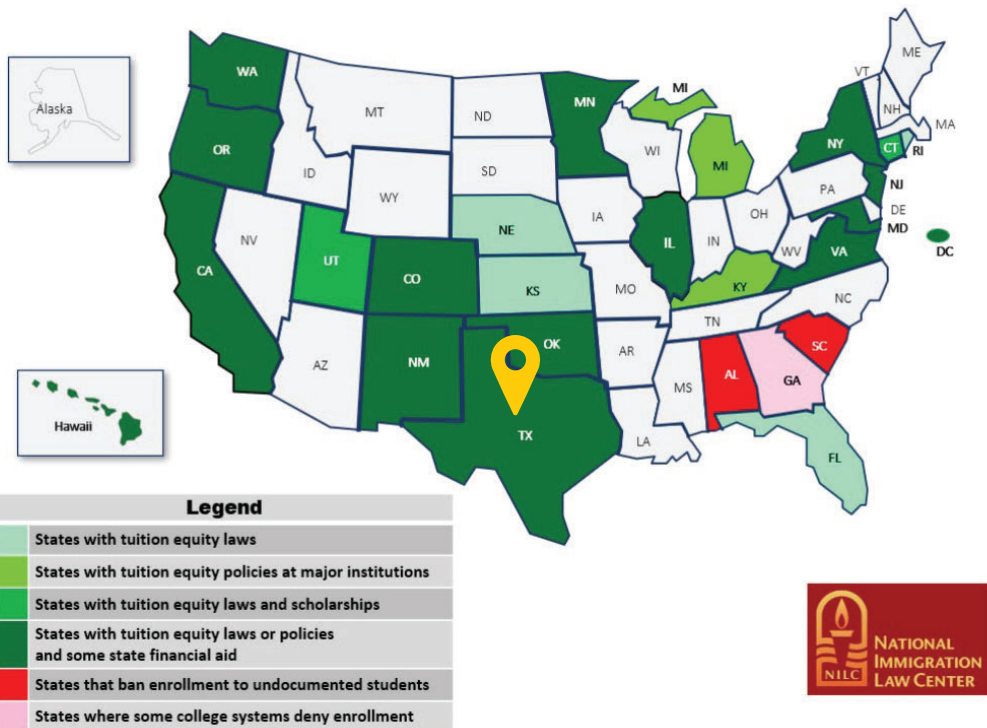 WA
ME
VT
Alaska
MT
ND
MN
MI
NH
MA
OR
ID
SD
WI
MI
NY
CT
RI
WY
IA
PA
NJ
NE
OH
DE
MD
NV
UT
IL
IN
WV
VA
DC
CA
CO
KS
MO
KY
NC
TN
AZ
NM
OK
AR
SC
MS
AL
GA
Hawaii
TX
LA
FL
Legend
States with tuition equity laws
States with tuition equity policies at major institutions
States with tuition equity laws and scholarships
States with tuition equity laws or policies
and some state financial aid
States that ban enrollment to undocumented students
States where some college systems deny enrollment
NILC
NATIONAL
IMMIGRATION
LAW CENTER